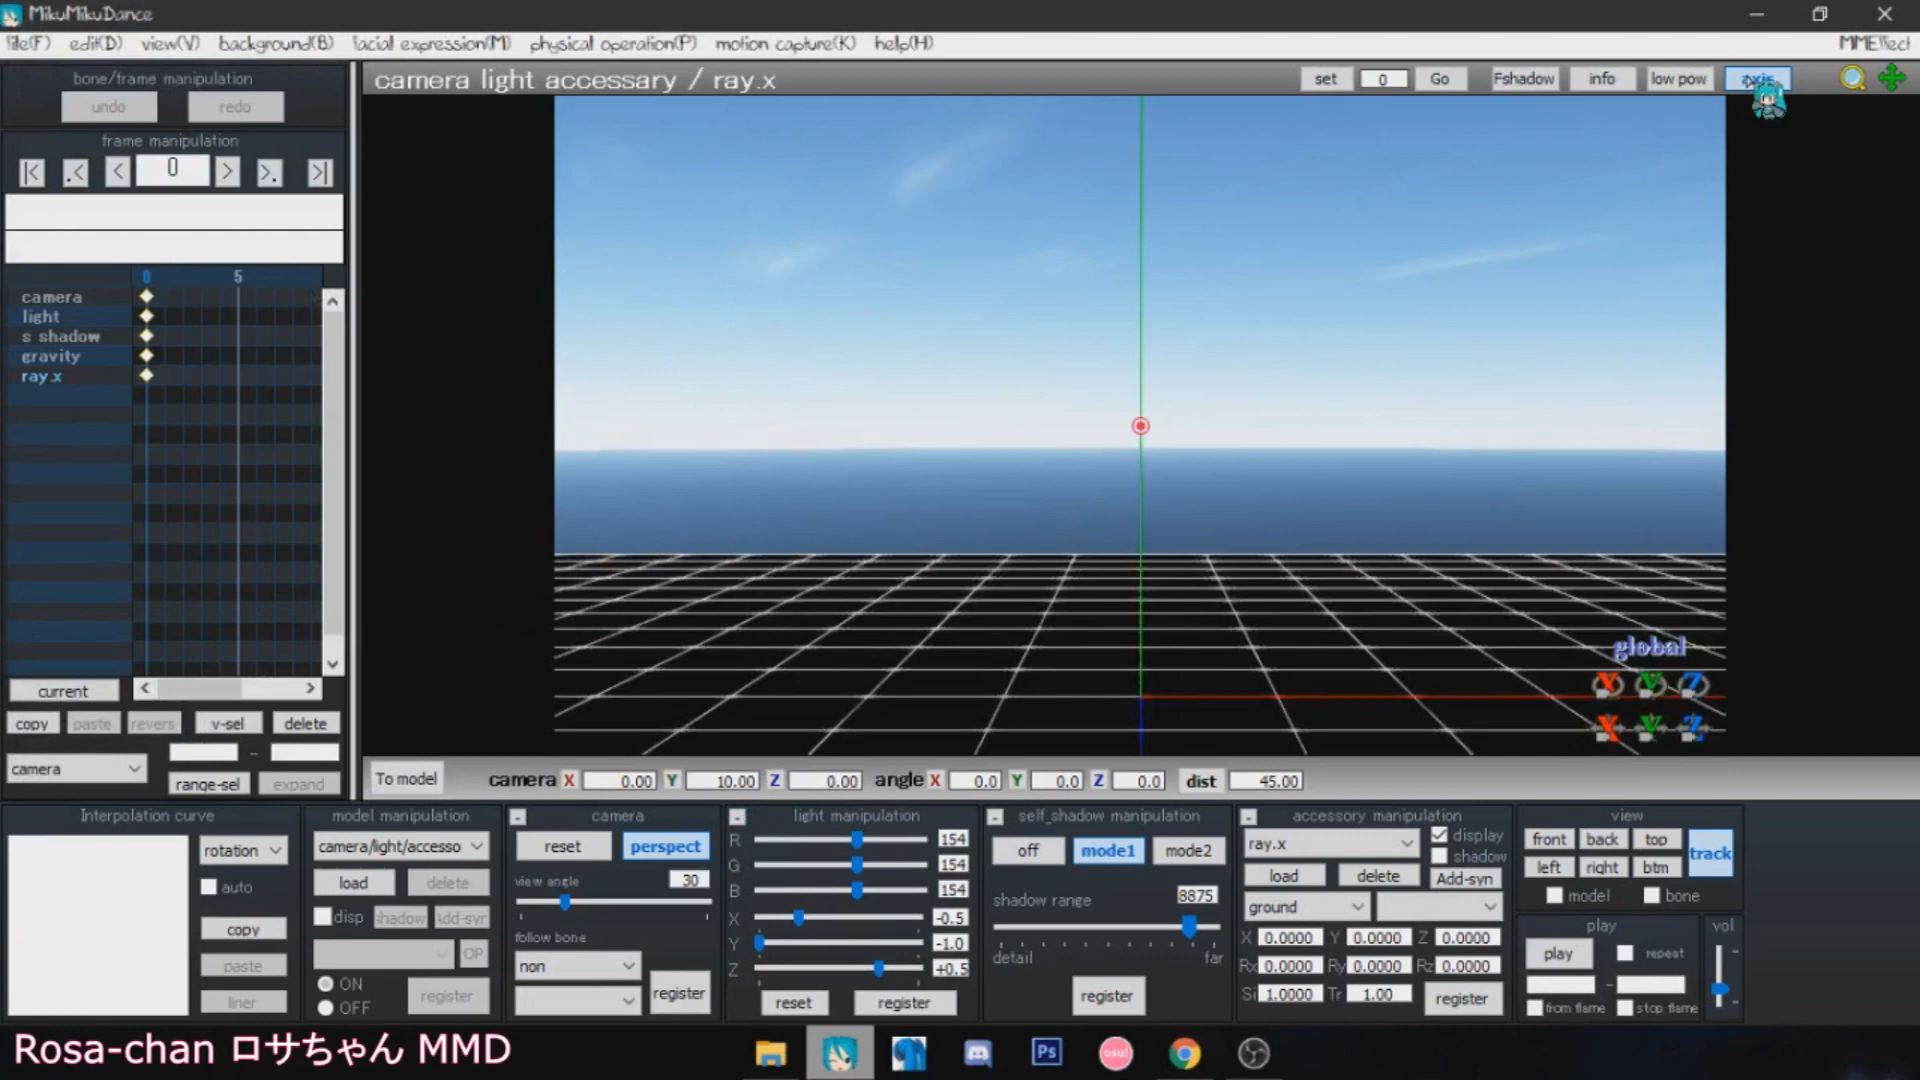 MikuMikuDance
file(F) edit(D) view(V) background(B) facial expression(M) physical operation(P) motion capture(K) help(H) MMEffect
bone/frame manipulation
undo redo
camera light accessary / ray.x
set 0 Go Fshadow info low pow axis
frame manipulation
|< .< < 0 > >. >|
0 5
camera
light
s shadow
gravity
ray.x
global
X Y Z
X Y Z
current
copy paste revers v-sel delete
-
camera
range-sel expand
To model camera X 0.00 Y 10.00 Z 0.00 angle X 0.0 Y 0.0 Z 0.0 dist 45.00
Interpolation curve
rotation
auto
copy
paste
liner
model manipulation
camera/light/accesso
load delete
disp shadow Add-syn
OP
ON
OFF
register
- camera
reset perspect
view angle 30
follow bone
non
register
- light manipulation
R 154
G 154
B 154
X -0.5
Y -1.0
Z +0.5
reset register
- self_shadow manipulation
off mode1 mode2
shadow range 8875
detail far
register
- accessory manipulation
ray.x display
shadow
load delete Add-syn
ground
X 0.0000 Y 0.0000 Z 0.0000
Rx 0.0000 Ry 0.0000 Rz 0.0000
Si 1.0000 Tr 1.00 register
view
front back top
track
left right btm
model bone
play
play repeat
-
from flame stop flame
vol
Rosa-chan ロサちゃん MMD
Ps
osu!